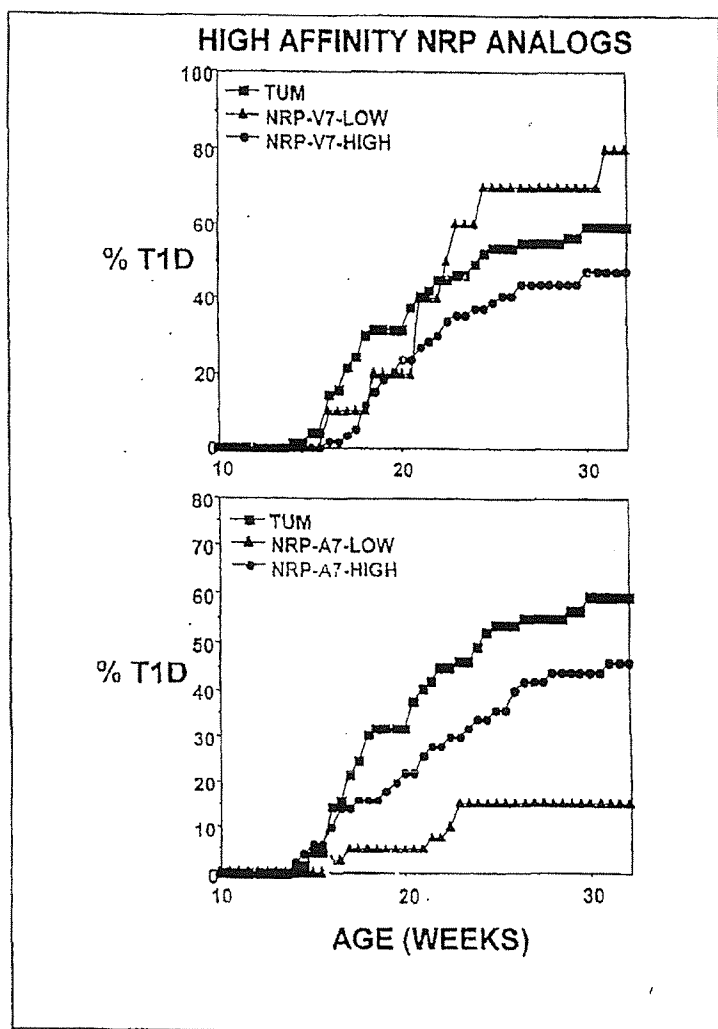 HIGH AFFINITY NRP ANALOGS
100
80
60
40
20
0
TUM
NRP-V7-LOW
NRP-V7-HIGH
% T1D
10
20
30
80
70
60
50
40
30
20
10
0
TUM
NRP-A7-LOW
NRP-A7-HIGH
% T1D
10
20
30
AGE (WEEKS)